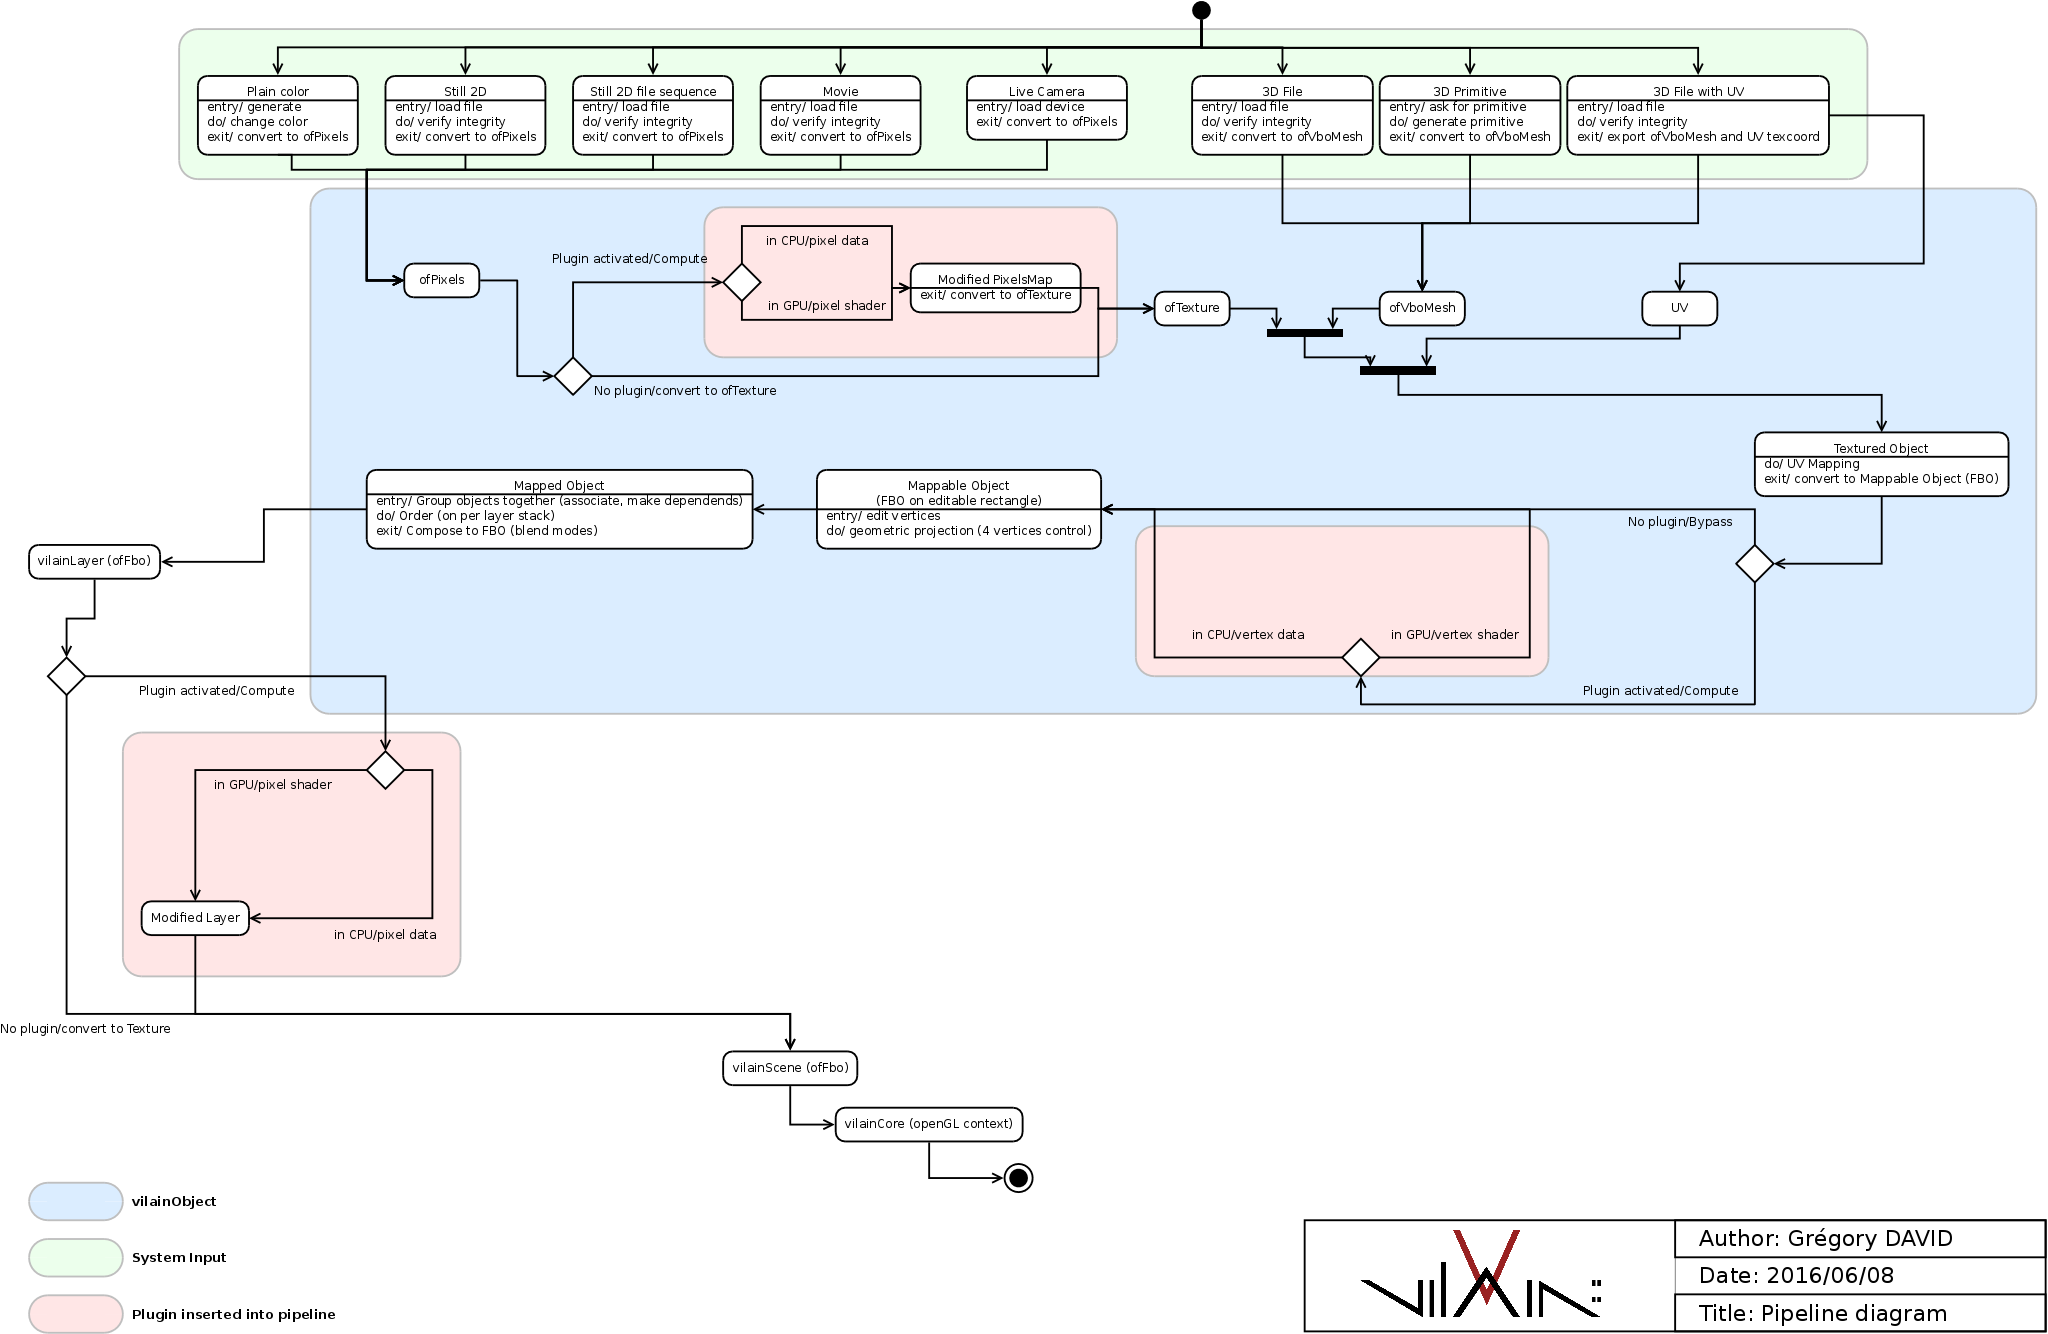 Plain color
entry/ generate
do/ change color
exit/ convert to ofPixels
Still 2D
entry/ load file
do/ verify integrity
exit/ convert to ofPixels
Still 2D file sequence
entry/ load file
do/ verify integrity
exit/ convert to ofPixels
Movie
entry/ load file
do/ verify integrity
exit/ convert to ofPixels
Live Camera
entry/ load device
exit/ convert to ofPixels
3D File
entry/ load file
do/ verify integrity
exit/ convert to ofVboMesh
3D Primitive
entry/ ask for primitive
do/ generate primitive
exit/ convert to ofVboMesh
3D File with UV
entry/ load file
do/ verify integrity
exit/ export ofVboMesh and UV texcoord
in CPU/pixel data
Plugin activated/Compute
ofPixels
Modified PixelsMap
exit/ convert to ofTexture
in GPU/pixel shader
ofTexture
ofVboMesh
UV
No plugin/convert to ofTexture
Textured Object
do/ UV Mapping
exit/ convert to Mappable Object (FBO)
Mapped Object
entry/ Group objects together (associate, make dependends)
do/ Order (on per layer stack)
exit/ Compose to FBO (blend modes)
Mappable Object
(FBO on editable rectangle)
entry/ edit vertices
do/ geometric projection (4 vertices control)
No plugin/Bypass
vilainLayer (ofFbo)
in CPU/vertex data
in GPU/vertex shader
Plugin activated/Compute
Plugin activated/Compute
in GPU/pixel shader
Modified Layer
in CPU/pixel data
No plugin/convert to Texture
vilainScene (ofFbo)
vilainCore (openGL context)
vilainObject
System Input
Plugin inserted into pipeline
VILAIN::
Author: Grégory DAVID
Date: 2016/06/08
Title: Pipeline diagram